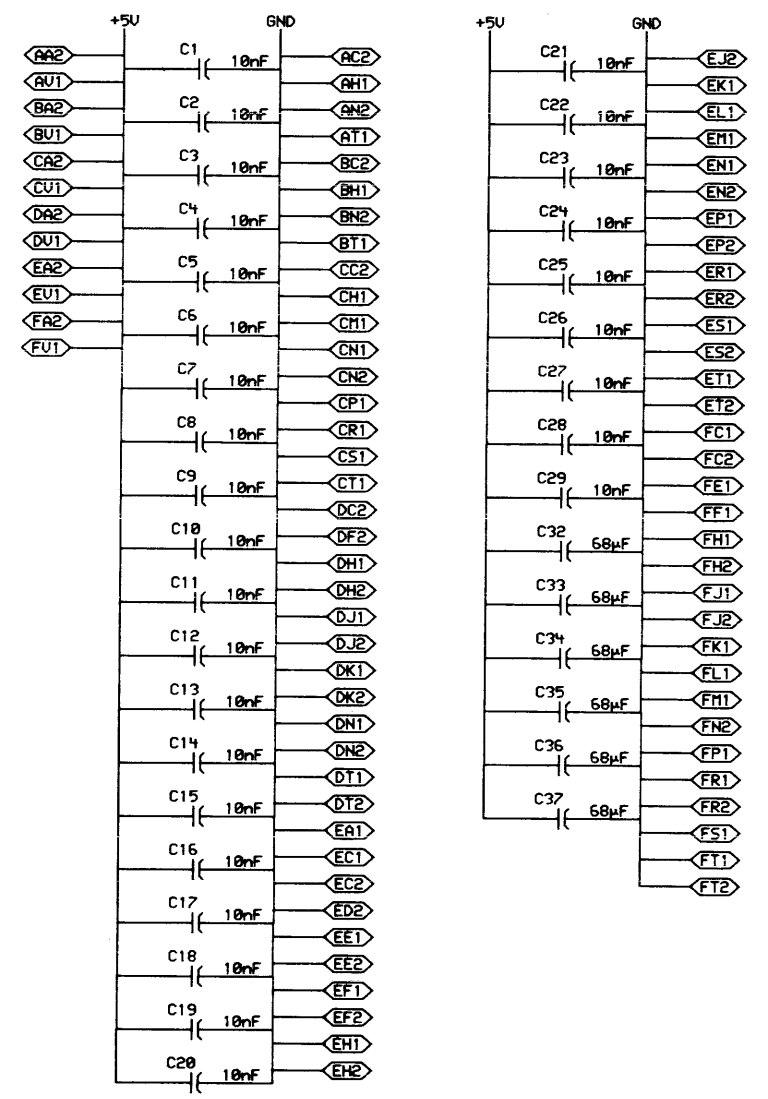 +5V GND
AA2
AV1
BA2
BV1
CA2
CV1
DA2
DV1
EA2
EV1
FA2
FV1
C1 10nF
C2 10nF
C3 10nF
C4 10nF
C5 10nF
C6 10nF
C7 10nF
C8 10nF
C9 10nF
C10 10nF
C11 10nF
C12 10nF
C13 10nF
C14 10nF
C15 10nF
C16 10nF
C17 10nF
C18 10nF
C19 10nF
C20 10nF
AC2
AH1
AN2
AT1
BC2
BH1
BN2
BT1
CC2
CH1
CM1
CN1
CN2
CP1
CR1
CS1
CT1
DC2
DF2
DH1
DH2
DJ1
DJ2
DK1
DK2
DN1
DN2
DT1
DT2
EA1
EC1
EC2
ED2
EE1
EE2
EF1
EF2
EH1
EH2
+5V GND
C21 10nF
C22 10nF
C23 10nF
C24 10nF
C25 10nF
C26 10nF
C27 10nF
C28 10nF
C29 10nF
C32 68µF
C33 68µF
C34 68µF
C35 68µF
C36 68µF
C37 68µF
EJ2
EK1
EL1
EM1
EN1
EN2
EP1
EP2
ER1
ER2
ES1
ES2
ET1
ET2
FC1
FC2
FE1
FF1
FH1
FH2
FJ1
FJ2
FK1
FL1
FM1
FN2
FP1
FR1
FR2
FS1
FT1
FT2